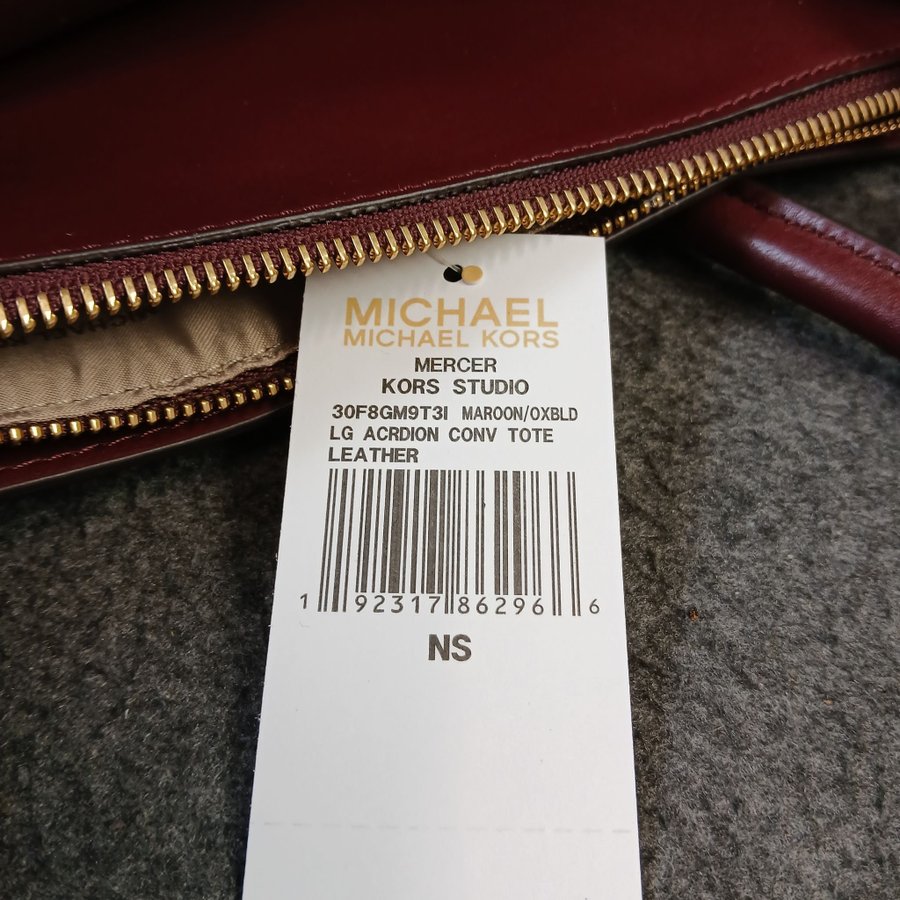 MICHAEL
MICHAEL KORS
MERCER
KORS STUDIO
30F8GM9T3I MAROON/OXBLD
LG ACRDION CONV TOTE
LEATHER
1 92317 86296 6
NS